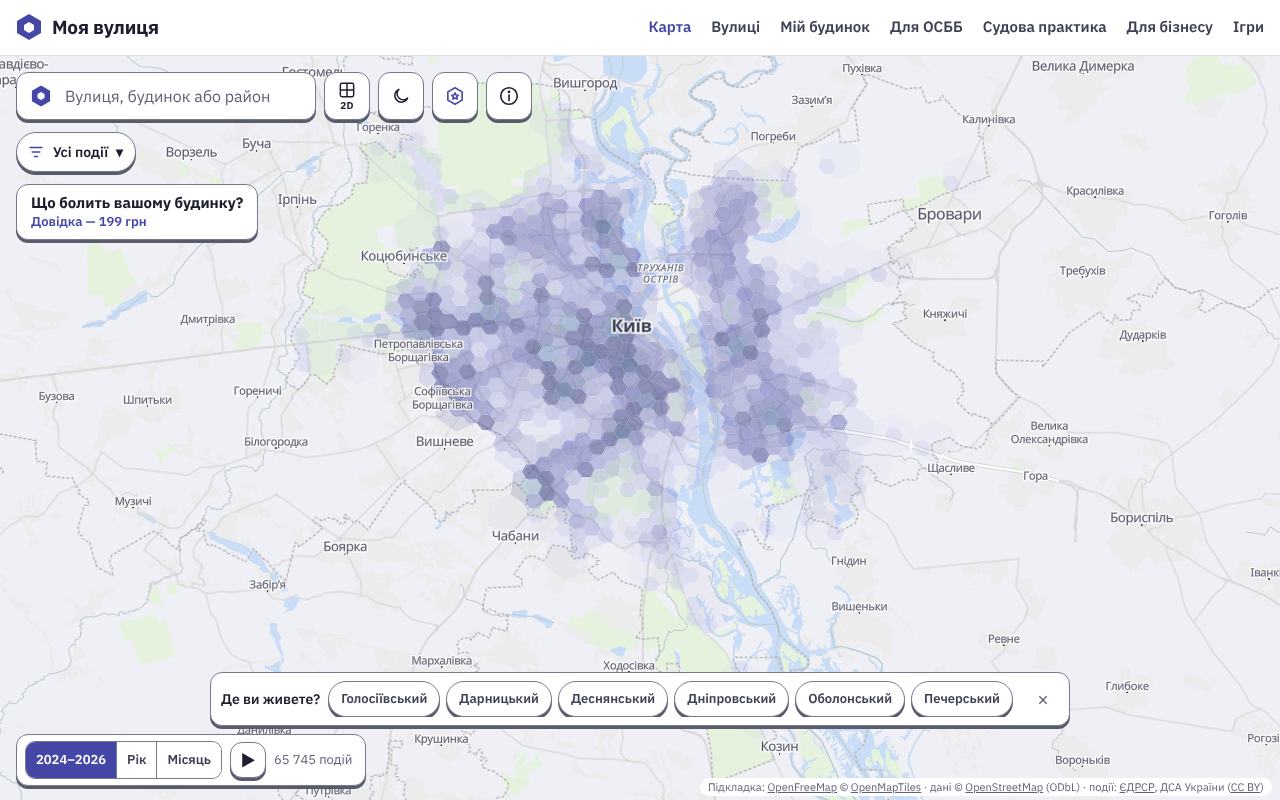 Моя вулиця
Карта
Вулиці
Мій будинок
Для ОСББ
Судова практика
Для бізнесу
Ігри
Гостомель
Вишгород
Пухівка
Велика Димерка
Вулиця, будинок або район
2D
Зазим'я
Калинівка
Горенка
Погреби
Буча
Ворзель
Усі події ▾
Красилівка
Що болить вашому будинку?
Довідка — 199 грн
Ірпінь
Бровари
Гоголів
Коцюбинське
ТРУХАНІВ
ОСТРІВ
Требухів
Дмитрівка
Княжичі
Київ
Дударків
Петропавлівська
Борщагівка
Бузова
Шпитьки
Гореничі
Софіївська
Борщагівка
Білогородка
Вишневе
Велика
Олександрівка
Щасливе
Гора
Музичі
Бориспіль
Чабани
Боярка
Гнідин
Забір'я
Вишеньки
Ревне
Мархалівка
Ходосівка
Глибоке
Де ви живете?
Голосіївський
Дарницький
Деснянський
Дніпровський
Оболонський
Печерський
×
Данилівка
Крушинка
Козин
Вороньків
2024–2026
Рік
Місяць
65 745 подій
Путрівка
Підкладка: OpenFreeMap © OpenMapTiles · дані © OpenStreetMap (ODbL) · події: ЄДРСР, ДСА України (CC BY)